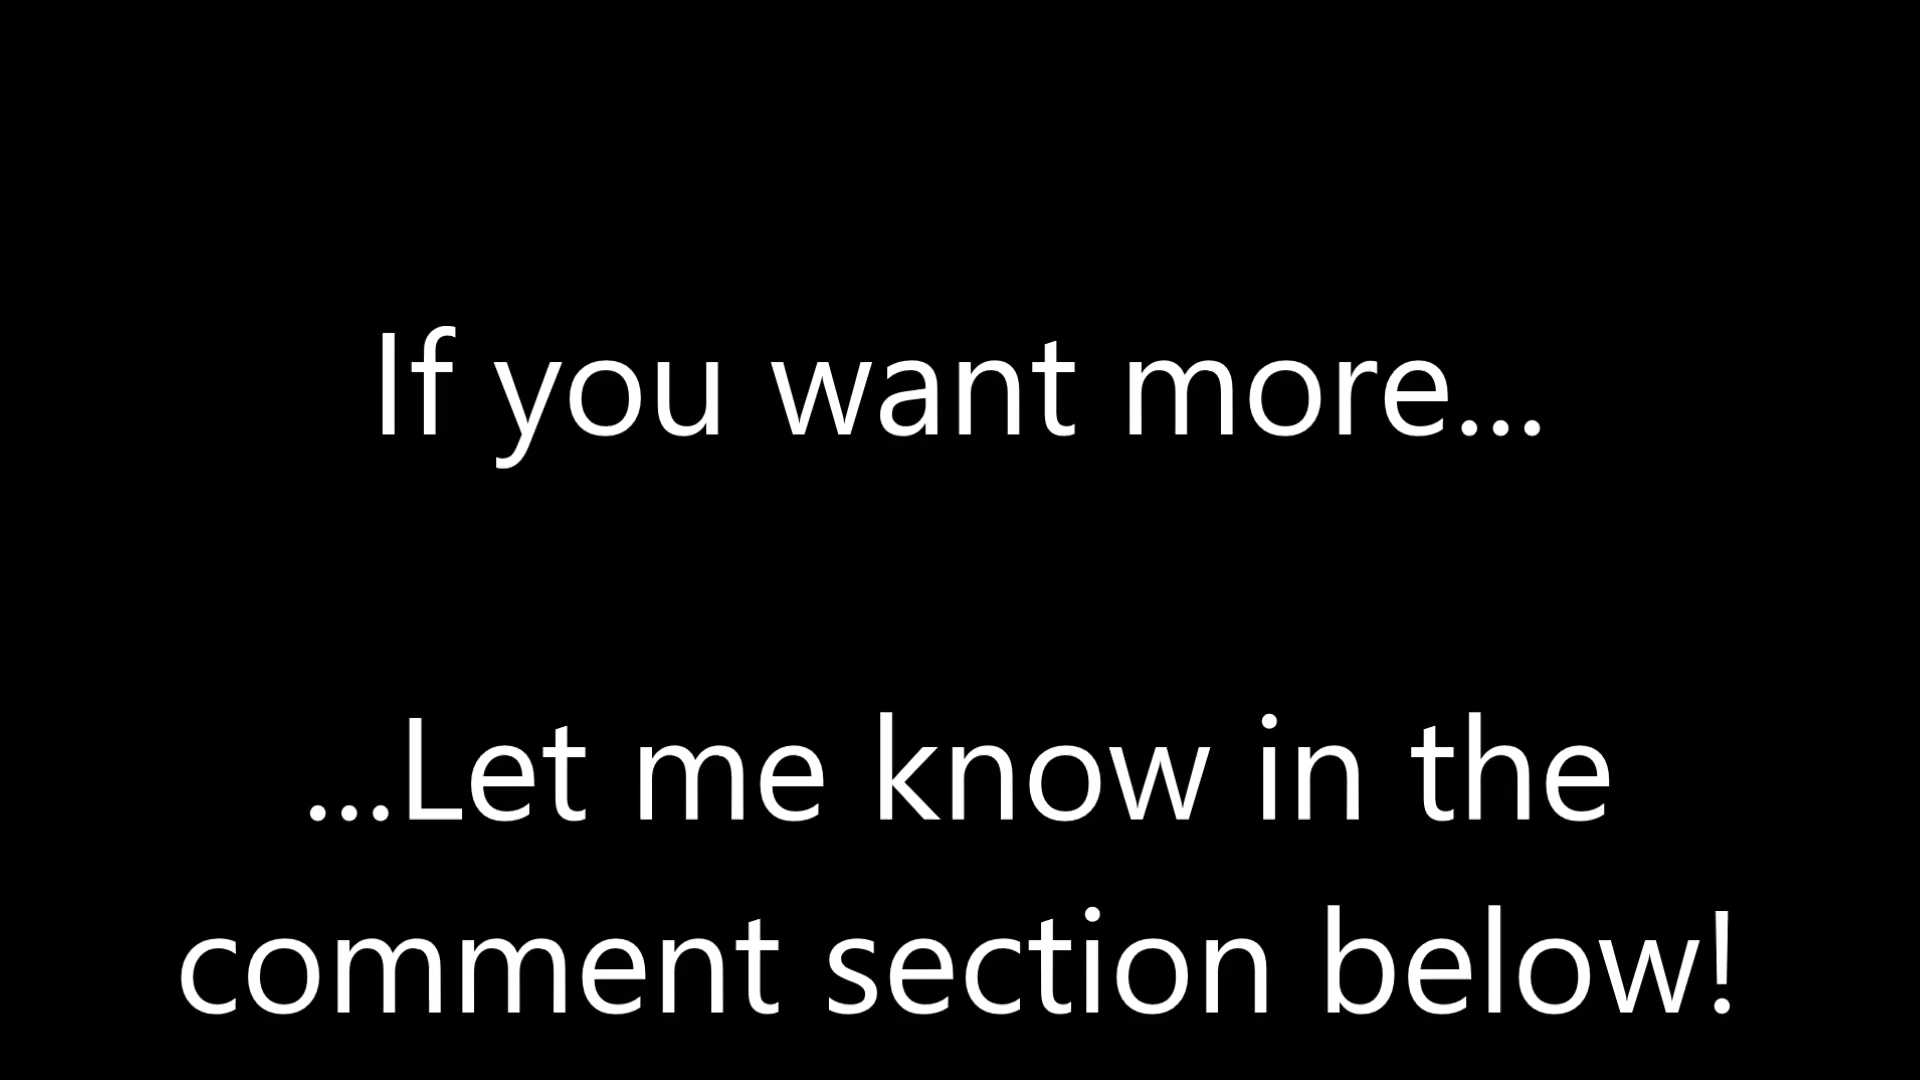 If you want more...
...Let me know in the
comment section below!